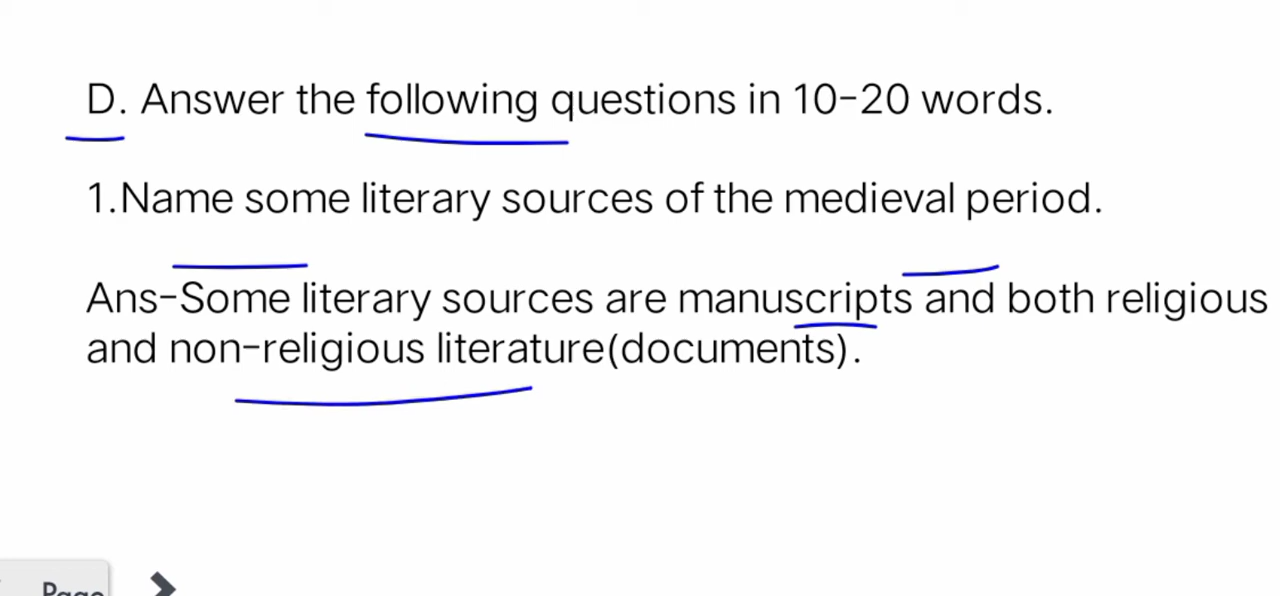 D. Answer the following questions in 10-20 words.
1.Name some literary sources of the medieval period.
Ans-Some literary sources are manuscripts and both religious
and non-religious literature(documents).
Page